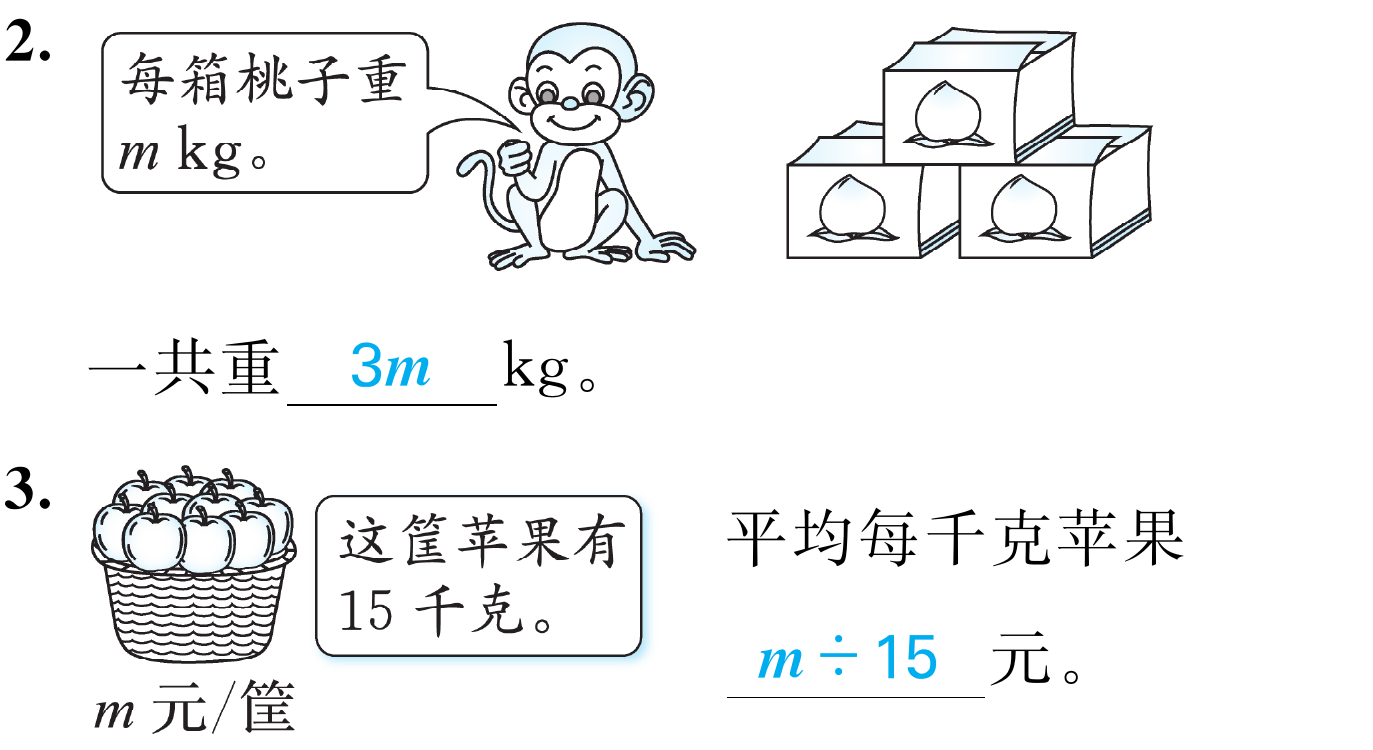 2.
每箱桃子重
m kg。
一共重 3m kg。
3.
这筐苹果有
15 千克。
m 元/筐
平均每千克苹果
m ÷ 15 元。